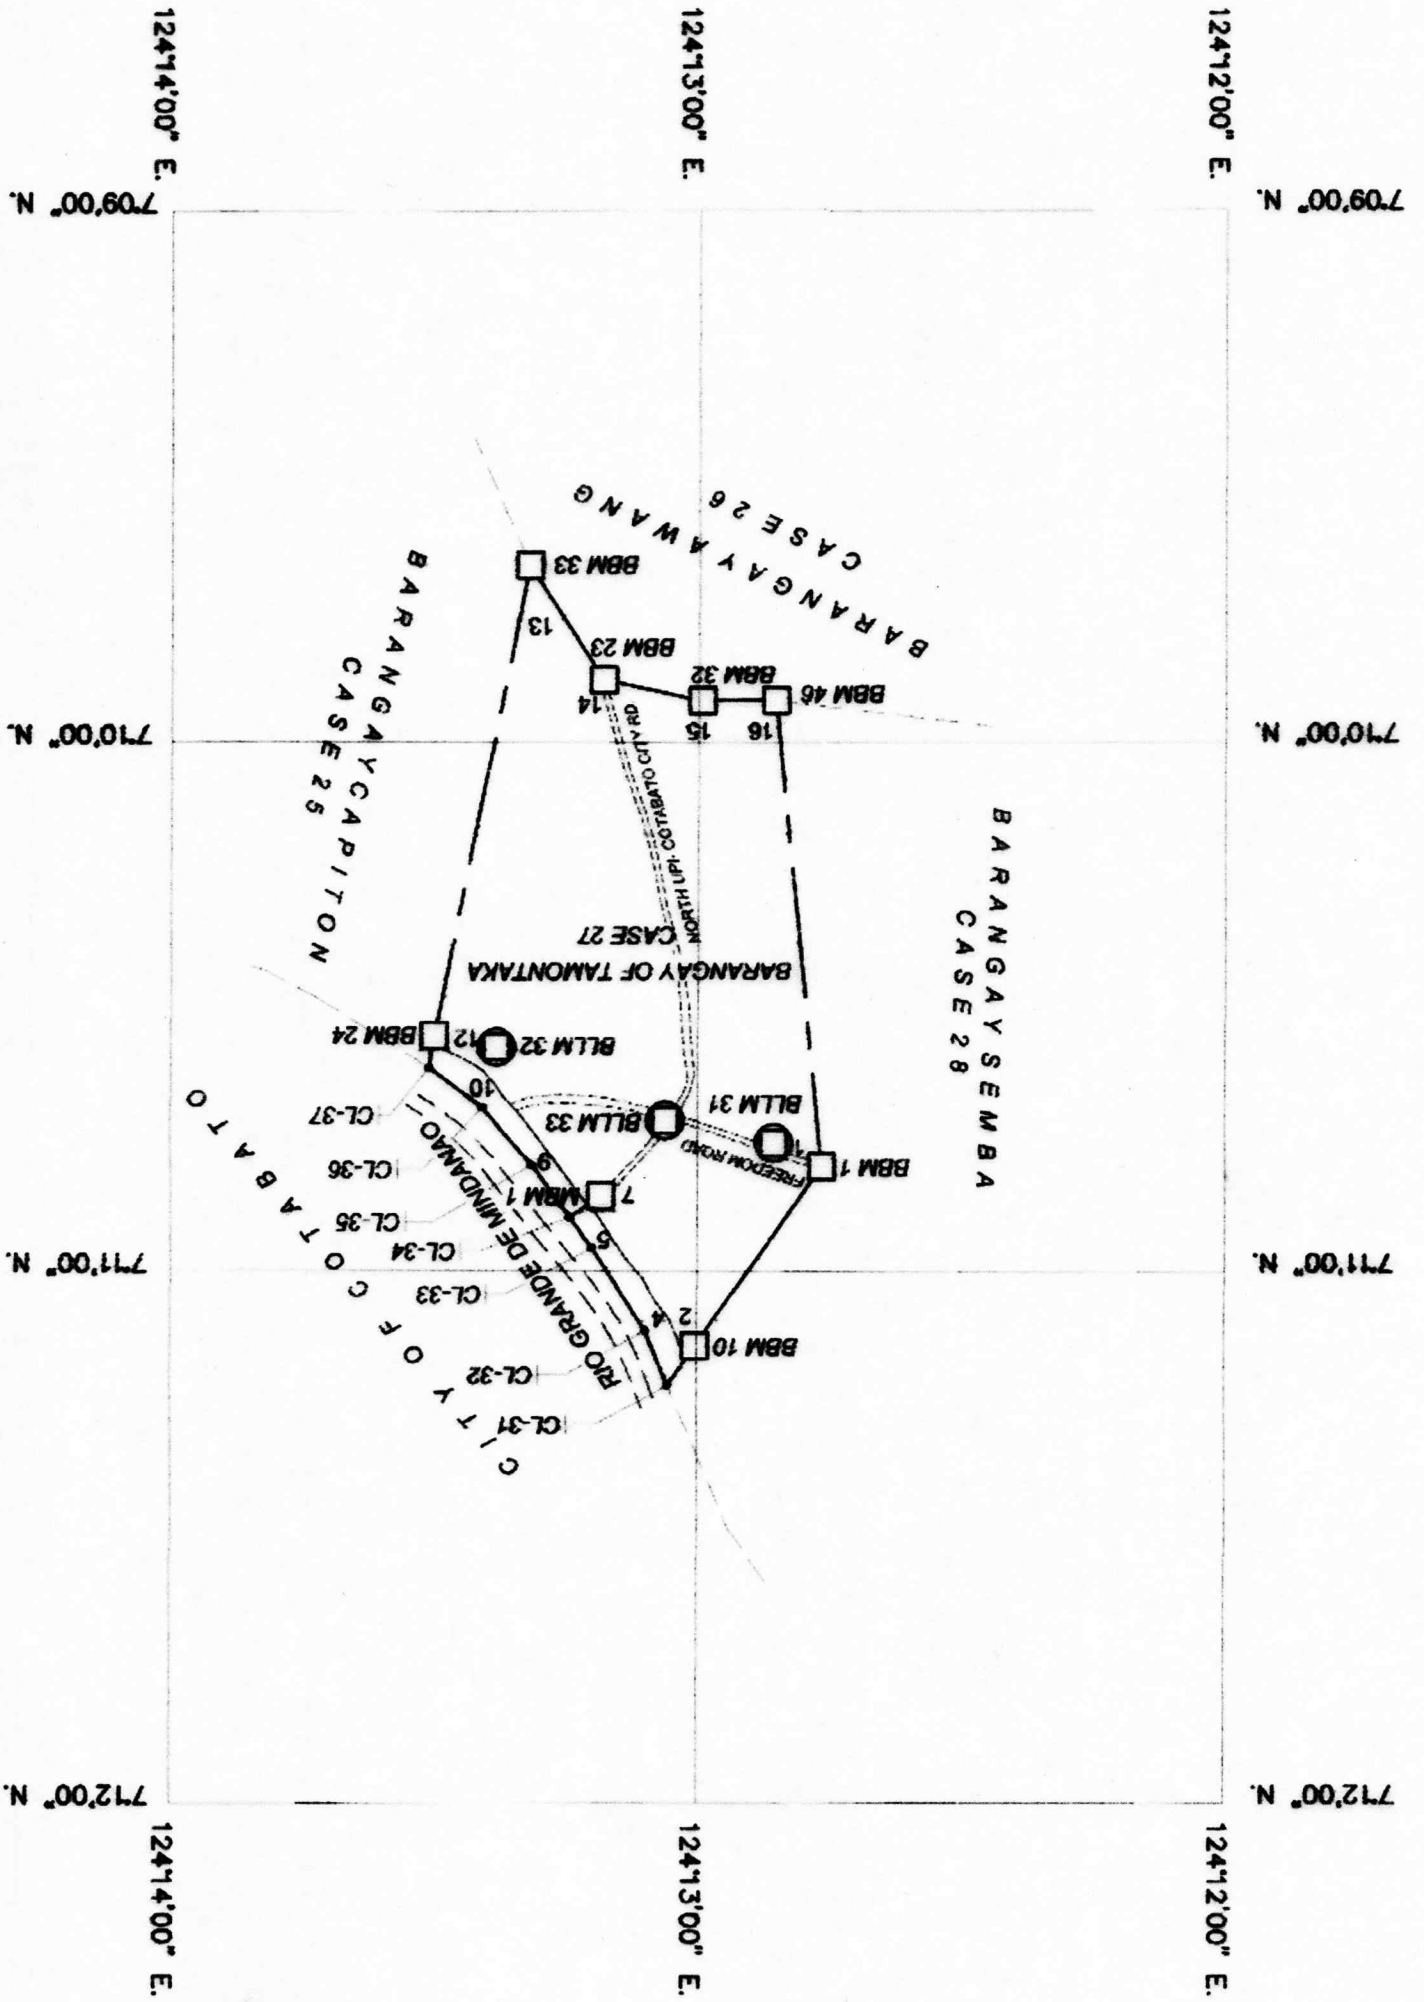 124°12'00" E.
124°13'00" E.
124°14'00" E.
7°12'00" N.
7°12'00" N.
CITY OF COTABATO
CL-31
CL-32
CL-33
CL-34
CL-35
CL-36
CL-37
RIO GRANDE DE MINDANAO
BBM 10
2
4
5
7°11'00" N.
7°11'00" N.
MBM 1
7
9
10
BBM 1
1
FREEDOM ROAD
BLLM 31
BLLM 33
BLLM 32
12
BBM 24
BARANGAY SEMBA
CASE 28
BARANGAY OF TAMONTAKA
CASE 27
NORTH UPI- COTABATO CITY RD
BARANGAY CAPITON
CASE 25
7°10'00" N.
7°10'00" N.
16
15
14
13
BBM 46
BBM 32
BBM 23
BBM 33
BARANGAY AWANG
CASE 26
7°09'00" N.
7°09'00" N.
124°12'00" E.
124°13'00" E.
124°14'00" E.